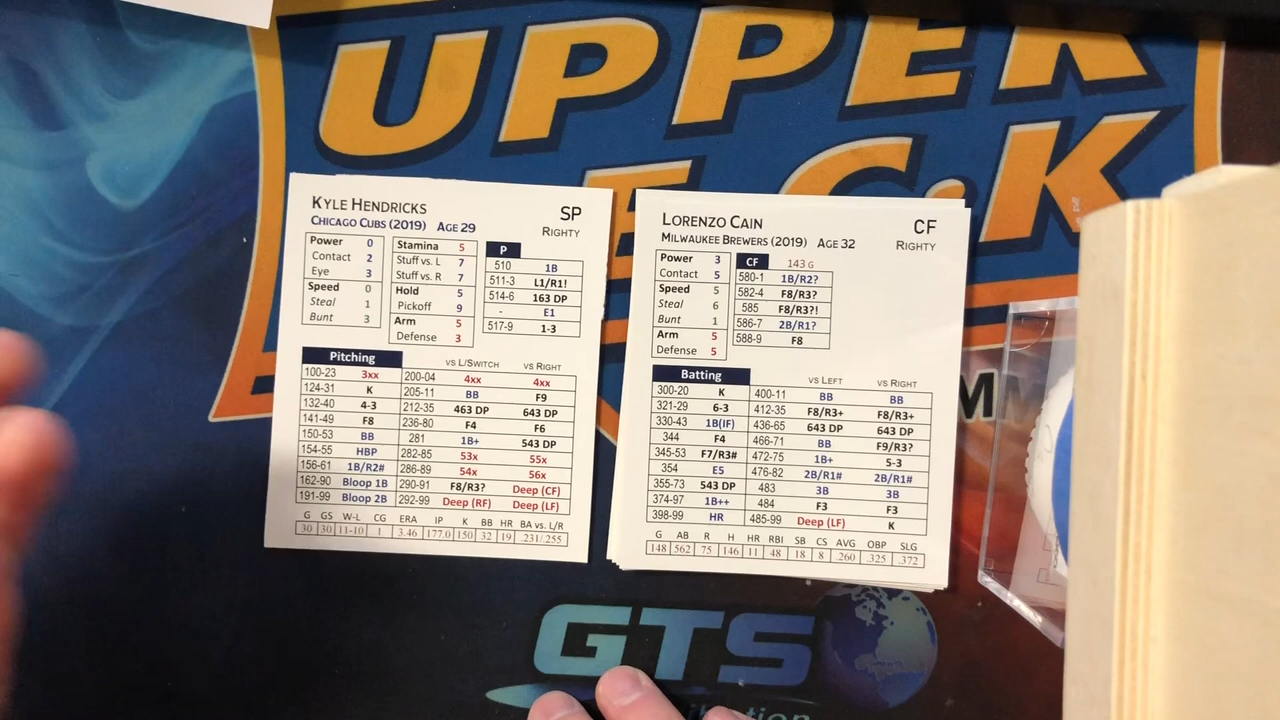 UPPER
DECK
KYLE HENDRICKS
SP
CHICAGO CUBS (2019) AGE 29
RIGHTY
Power 0
Contact 2
Eye 3
Speed 0
Steal 1
Bunt 3
Stamina 5
Stuff vs. L 7
Stuff vs. R 7
Hold 5
Pickoff 9
Arm 5
Defense 3
P
510 1B
511-3 L1/R1!
514-6 163 DP
- E1
517-9 1-3
Pitching VS L/SWITCH VS RIGHT
100-23 3xx 200-04 4xx 4xx
124-31 K 205-11 BB F9
132-40 4-3 212-35 463 DP 643 DP
141-49 F8 236-80 F4 F6
150-53 BB 281 1B+ 543 DP
154-55 HBP 282-85 53x 55x
156-61 1B/R2# 286-89 54x 56x
162-90 Bloop 1B 290-91 F8/R3? Deep (CF)
191-99 Bloop 2B 292-99 Deep (RF) Deep (LF)
G GS W-L CG ERA IP K BB HR BA vs. L/R
30 30 11-10 1 3.46 177.0 150 32 19 .231/.255
LORENZO CAIN
CF
MILWAUKEE BREWERS (2019) AGE 32
RIGHTY
Power 3
Contact 5
Speed 5
Steal 6
Bunt 1
Arm 5
Defense 5
CF 143 G
580-1 1B/R2?
582-4 F8/R3?
585 F8/R3?!
586-7 2B/R1?
588-9 F8
Batting VS LEFT VS RIGHT
300-20 K 400-11 BB BB
321-29 6-3 412-35 F8/R3+ F8/R3+
330-43 1B(IF) 436-65 643 DP 643 DP
344 F4 466-71 BB F9/R3?
345-53 F7/R3# 472-75 1B+ 5-3
354 E5 476-82 2B/R1# 2B/R1#
355-73 543 DP 483 3B 3B
374-97 1B++ 484 F3 F3
398-99 HR 485-99 Deep (LF) K
G AB R H HR RBI SB CS AVG OBP SLG
148 562 75 146 11 48 18 8 .260 .325 .372
GTS